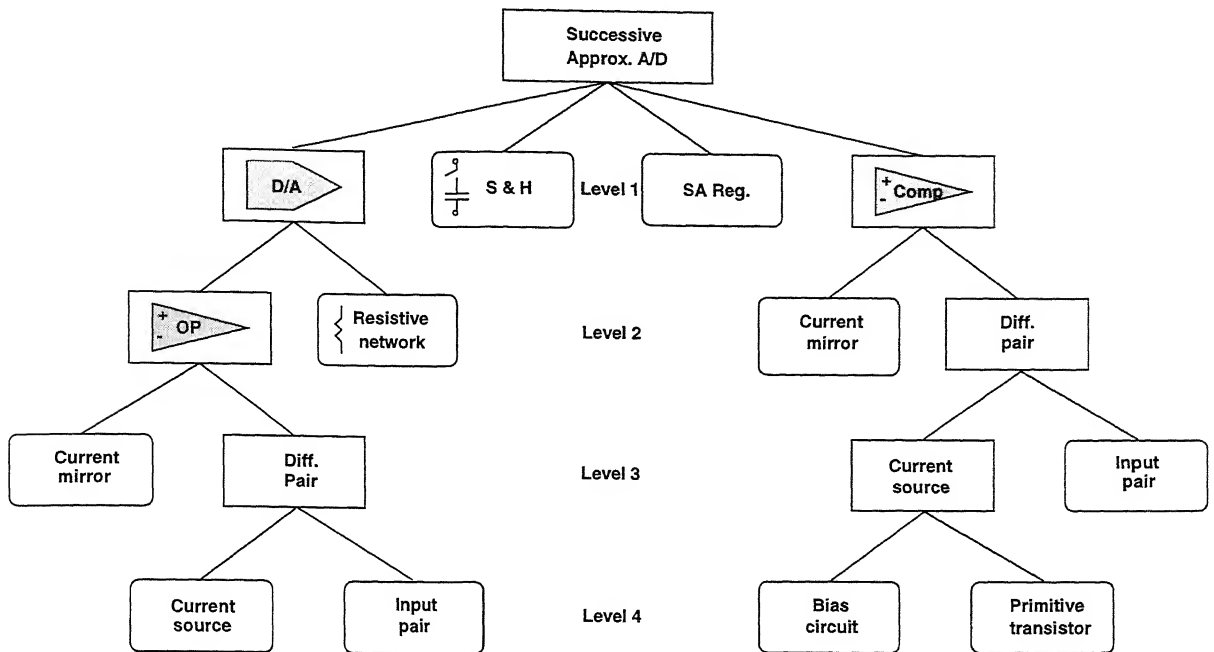 Successive
Approx. A/D
D/A
S & H
Level 1
SA Reg.
+
-
Comp
+
-
OP
Resistive
network
Level 2
Current
mirror
Diff.
pair
Current
mirror
Diff.
Pair
Level 3
Current
source
Input
pair
Current
source
Input
pair
Level 4
Bias
circuit
Primitive
transistor